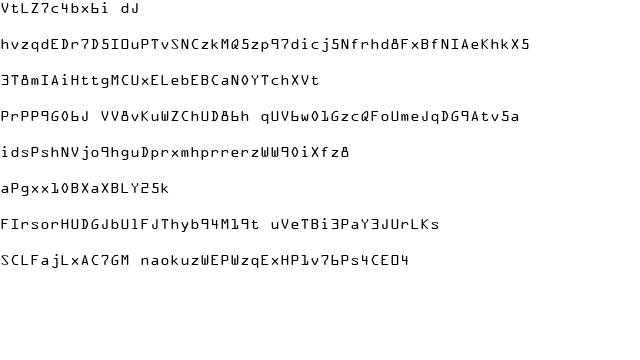 VtLZ7c4bx6i dJ
hvzqdEDr7D5IOuPTvSNCzkMQ5zp97dicj5Nfrhd8FxBfNIAeKhkX5
3T8mIAiHttgMCUxELebEBCaN0YTchXVt
PrPP9G06J VV8vKuWZChUD86h qUV6w01GzcQFoUmeJqDG9Atv5a
idsPshNVjo9hguDprxmhprrerzWW90iXfz8
aPgxx10BXaXBLY25k
FIrsorHUDGJbU1FJThyb94M19t uVeTBi3PaY3JUrLKs
SCLFajLxAC7GM naokuzWEPWzqExHP1v76Ps4CE04